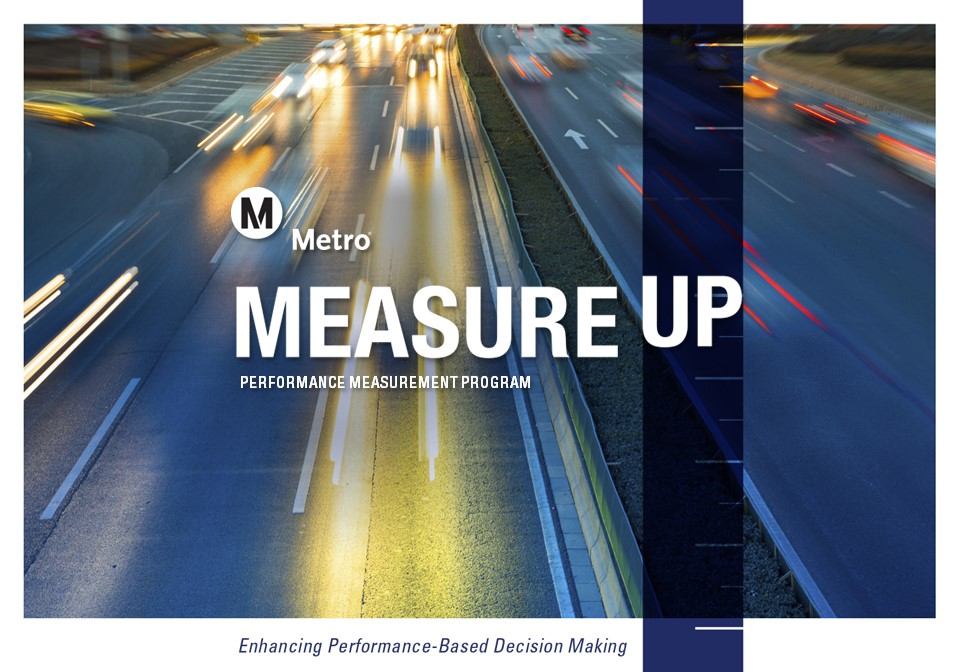 M
Metro
MEASURE UP
PERFORMANCE MEASUREMENT PROGRAM
Enhancing Performance-Based Decision Making